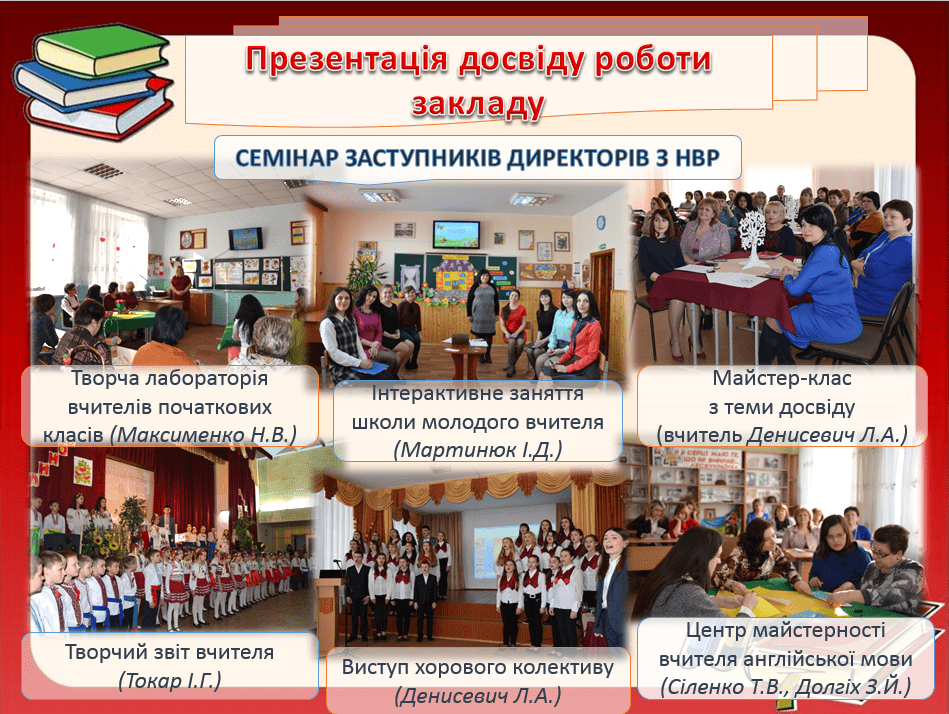 Презентація досвіду роботи
закладу
СЕМІНАР ЗАСТУПНИКІВ ДИРЕКТОРІВ З НВР
Творча лабораторія
вчителів початкових
класів (Максименко Н.В.)
Інтерактивне заняття
школи молодого вчителя
(Мартинюк І.Д.)
Майстер-клас
з теми досвіду
(вчитель Денисевич Л.А.)
Творчий звіт вчителя
(Токар І.Г.)
Виступ хорового колективу
(Денисевич Л.А.)
Центр майстерності
вчителя англійської мови
(Сіленко Т.В., Долгіх З.Й.)